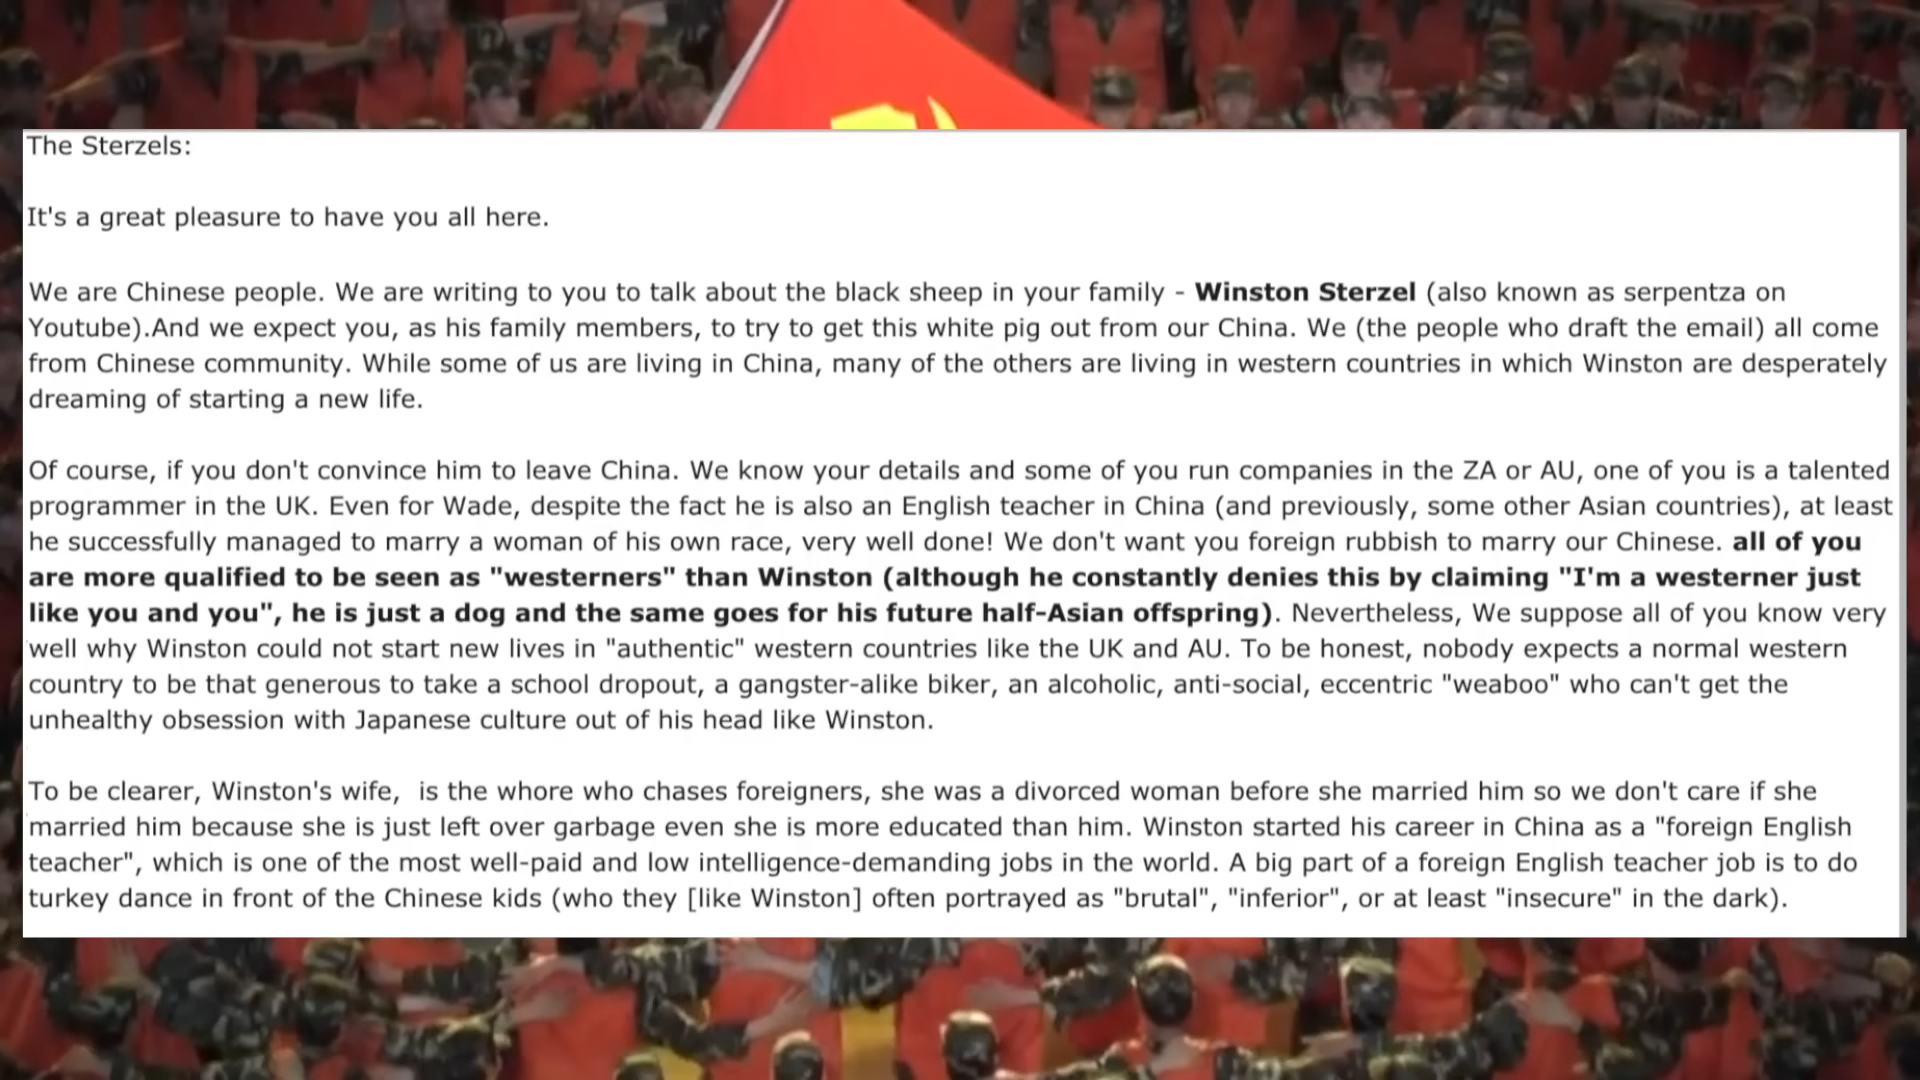 The Sterzels:
It's a great pleasure to have you all here.
We are Chinese people. We are writing to you to talk about the black sheep in your family - Winston Sterzel (also known as serpentza on
Youtube).And we expect you, as his family members, to try to get this white pig out from our China. We (the people who draft the email) all come
from Chinese community. While some of us are living in China, many of the others are living in western countries in which Winston are desperately
dreaming of starting a new life.
Of course, if you don't convince him to leave China. We know your details and some of you run companies in the ZA or AU, one of you is a talented
programmer in the UK. Even for Wade, despite the fact he is also an English teacher in China (and previously, some other Asian countries), at least
he successfully managed to marry a woman of his own race, very well done! We don't want you foreign rubbish to marry our Chinese. all of you
are more qualified to be seen as "westerners" than Winston (although he constantly denies this by claiming "I'm a westerner just
like you and you", he is just a dog and the same goes for his future half-Asian offspring). Nevertheless, We suppose all of you know very
well why Winston could not start new lives in "authentic" western countries like the UK and AU. To be honest, nobody expects a normal western
country to be that generous to take a school dropout, a gangster-alike biker, an alcoholic, anti-social, eccentric "weaboo" who can't get the
unhealthy obsession with Japanese culture out of his head like Winston.
To be clearer, Winston's wife,  is the whore who chases foreigners, she was a divorced woman before she married him so we don't care if she
married him because she is just left over garbage even she is more educated than him. Winston started his career in China as a "foreign English
teacher", which is one of the most well-paid and low intelligence-demanding jobs in the world. A big part of a foreign English teacher job is to do
turkey dance in front of the Chinese kids (who they [like Winston] often portrayed as "brutal", "inferior", or at least "insecure" in the dark).